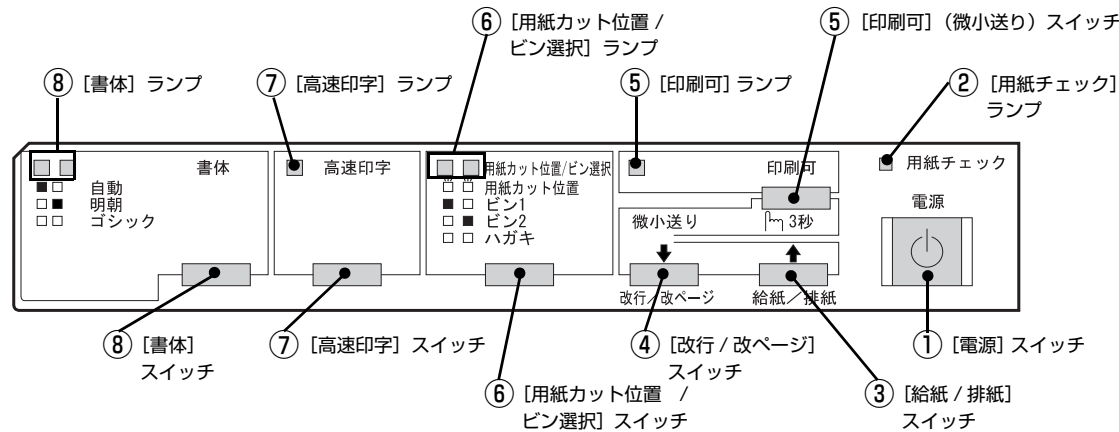 ⑥ [用紙カット位置 /
ビン選択] ランプ
⑤ [印刷可]（微小送り）スイッチ
⑧ [書体] ランプ
⑦ [高速印字] ランプ
⑤ [印刷可] ランプ
② [用紙チェック]
ランプ
書体
自動
明朝
ゴシック
高速印字
用紙カット位置/ビン選択
用紙カット位置
ビン1
ビン2
ハガキ
印刷可
微小送り
3秒
改行／改ページ
給紙／排紙
用紙チェック
電源
⑧ [書体]
スイッチ
⑦ [高速印字] スイッチ
⑥ [用紙カット位置 /
ビン選択] スイッチ
④ [改行 / 改ページ]
スイッチ
③ [給紙 / 排紙]
スイッチ
① [電源] スイッチ